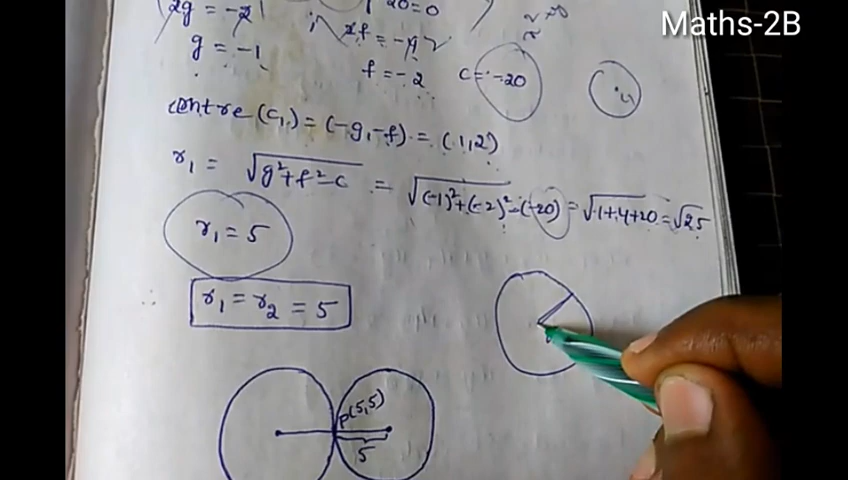 Maths-2B
2g = -2
g = -1
2f = -4
f = -2
c = -20
centre (c₁) = (-g, -f) = (1, 2)
r₁ = √g²+f²-c = √(-1)²+(-2)²-(-20) = √1+4+20 = √25
r₁ = 5
∴ r₁ = r₂ = 5
P(5,5)
5